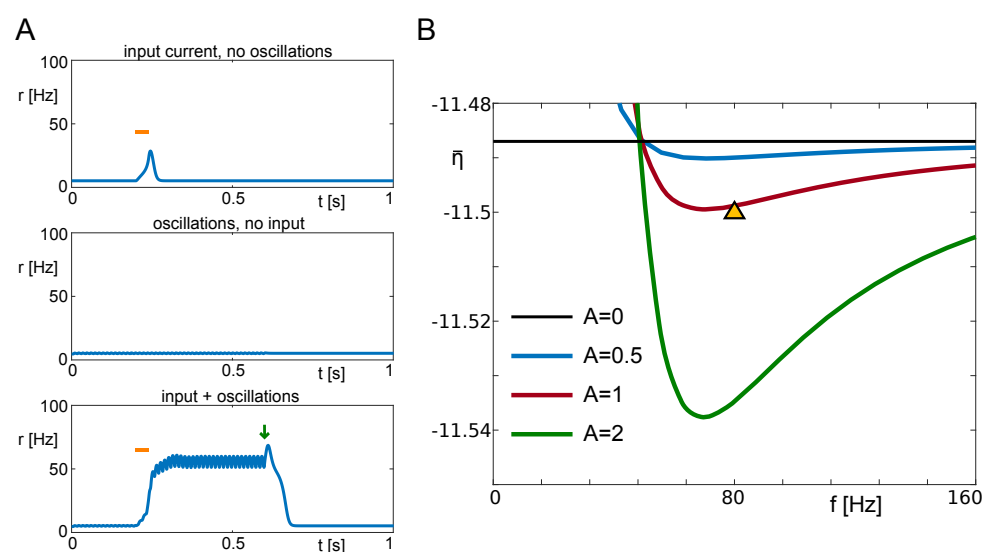 A
input current, no oscillations
100
r [Hz]
50
0
0
0.5
t [s]
1
oscillations, no input
100
r [Hz]
50
0
0
0.5
t [s]
1
input + oscillations
100
r [Hz]
50
0
0
0.5
t [s]
1
B
-11.48
η̄
-11.5
-11.52
-11.54
A=0
A=0.5
A=1
A=2
0
80
f [Hz]
160